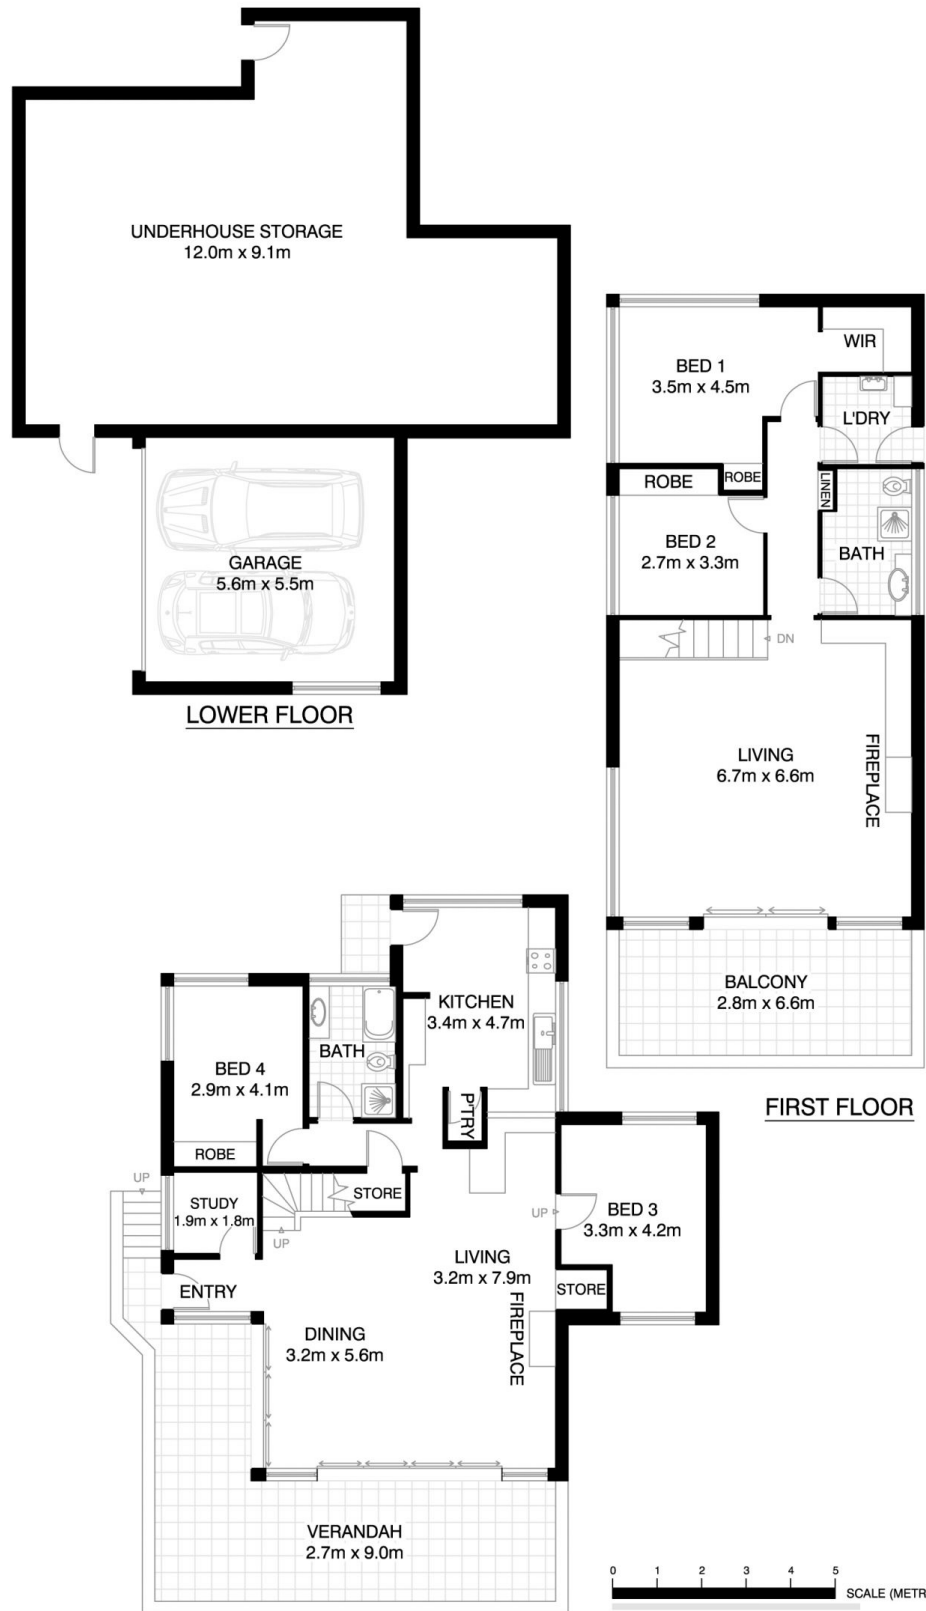 UNDERHOUSE STORAGE
12.0m x 9.1m
GARAGE
5.6m x 5.5m
LOWER FLOOR
BED 1
3.5m x 4.5m
WIR
L'DRY
ROBE
ROBE
LINEN
BED 2
2.7m x 3.3m
BATH
DN
LIVING
6.7m x 6.6m
FIREPLACE
BALCONY
2.8m x 6.6m
FIRST FLOOR
KITCHEN
3.4m x 4.7m
BATH
BED 4
2.9m x 4.1m
P'TRY
ROBE
UP
STUDY
1.9m x 1.8m
STORE
UP
UP
BED 3
3.3m x 4.2m
LIVING
3.2m x 7.9m
ENTRY
STORE
FIREPLACE
DINING
3.2m x 5.6m
VERANDAH
2.7m x 9.0m
0 1 2 3 4 5
SCALE (METR